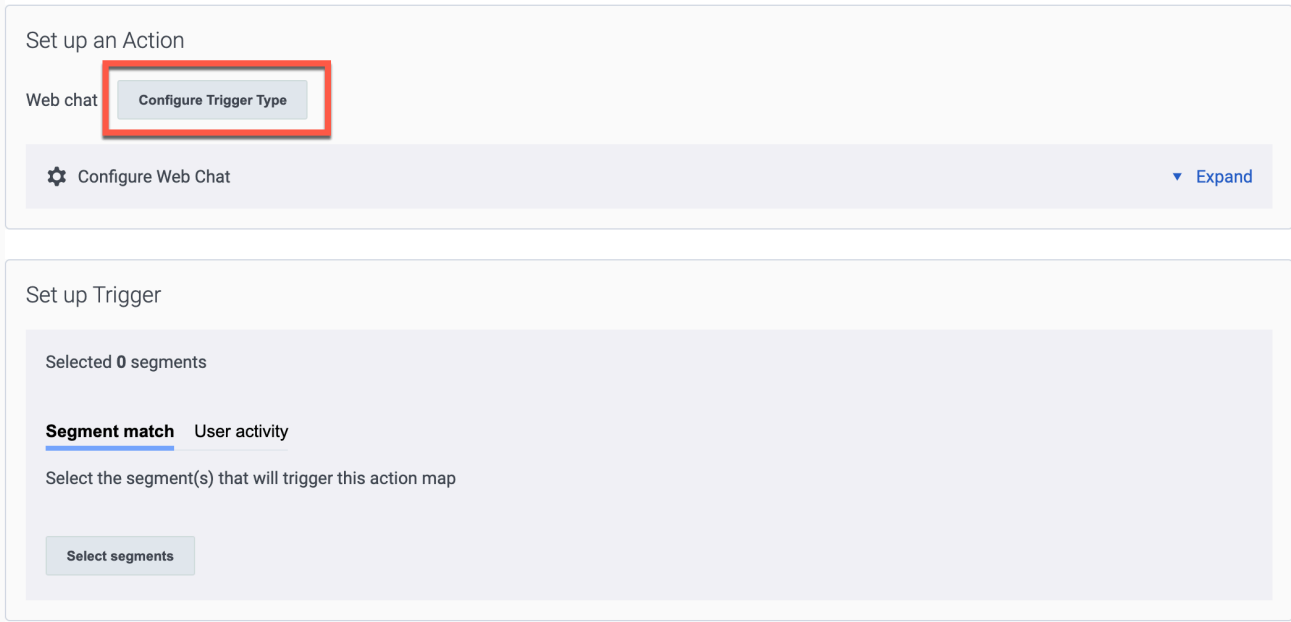 Set up an Action
Web chat Configure Trigger Type
Configure Web Chat Expand
Set up Trigger
Selected 0 segments
Segment match User activity
Select the segment(s) that will trigger this action map
Select segments